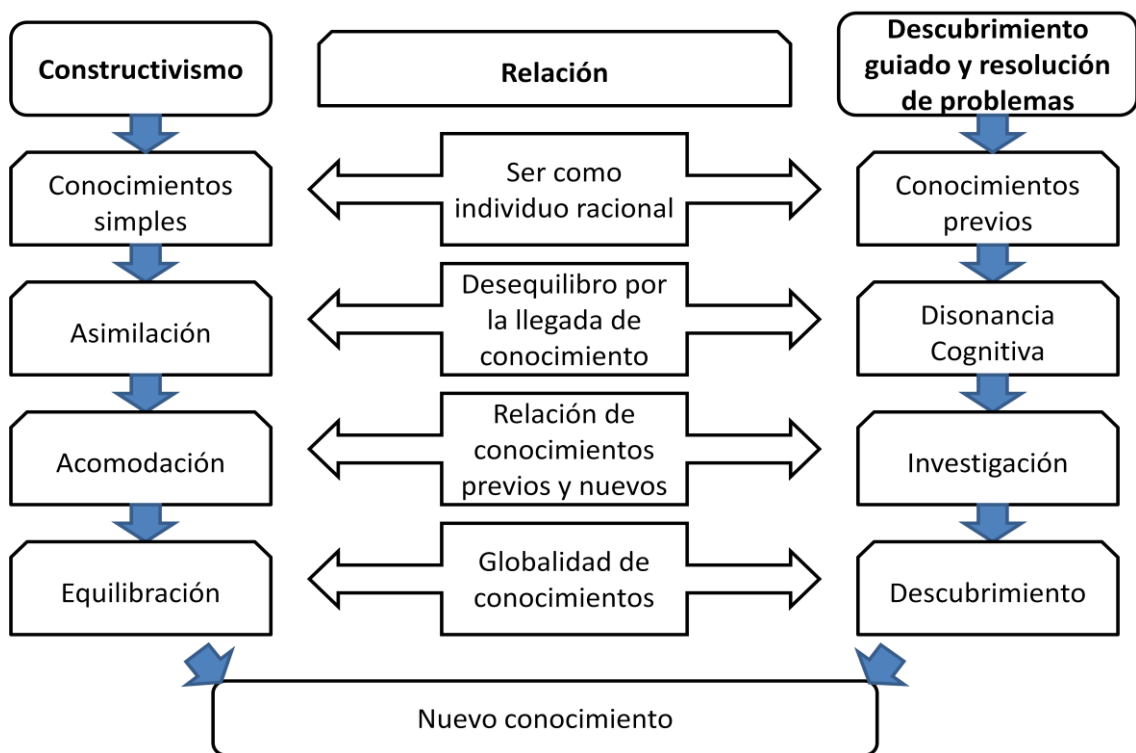 Constructivismo
Relación
Descubrimiento
guiado y resolución
de problemas
Conocimientos
simples
Ser como
individuo racional
Conocimientos
previos
Asimilación
Desequilibro por
la llegada de
conocimiento
Disonancia
Cognitiva
Acomodación
Relación de
conocimientos
previos y nuevos
Investigación
Equilibración
Globalidad de
conocimientos
Descubrimiento
Nuevo conocimiento